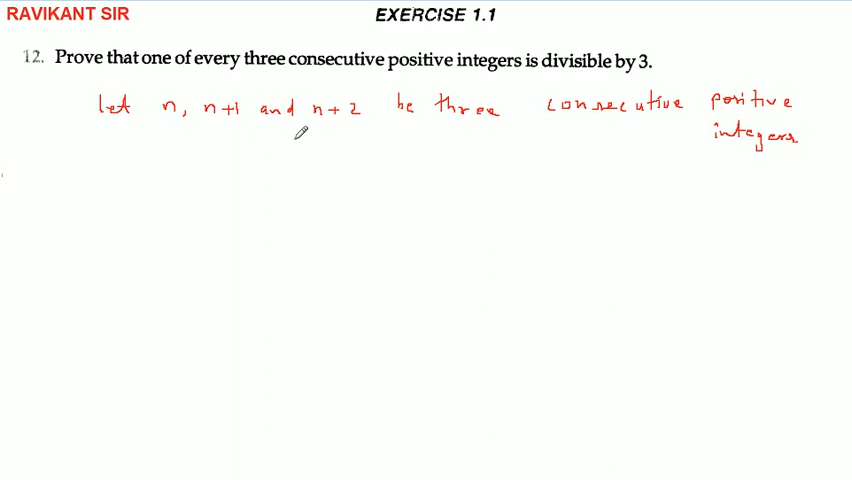 RAVIKANT SIR
EXERCISE 1.1
12. Prove that one of every three consecutive positive integers is divisible by 3.
let n, n+1 and n+2 be three consecutive positive
integers